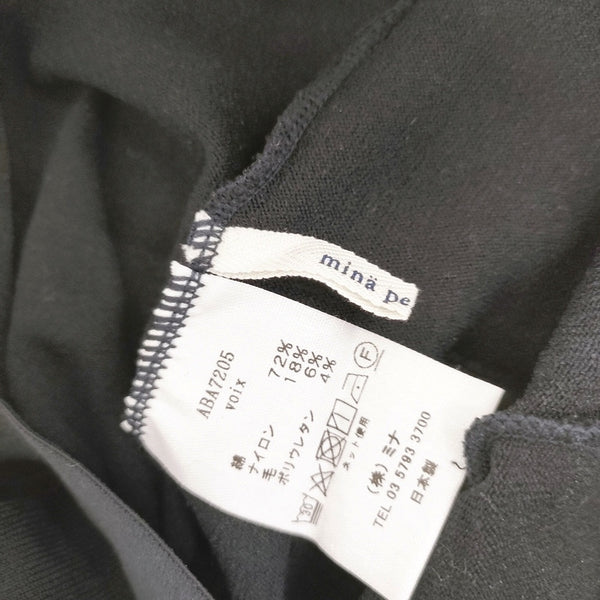 minä pe
ABA7205
voix
綿 72%
ナイロン 18%
毛 6%
ポリウレタン 4%
30
F
ネット使用
(株)ミナ
TEL 03 5793 3700
日本製